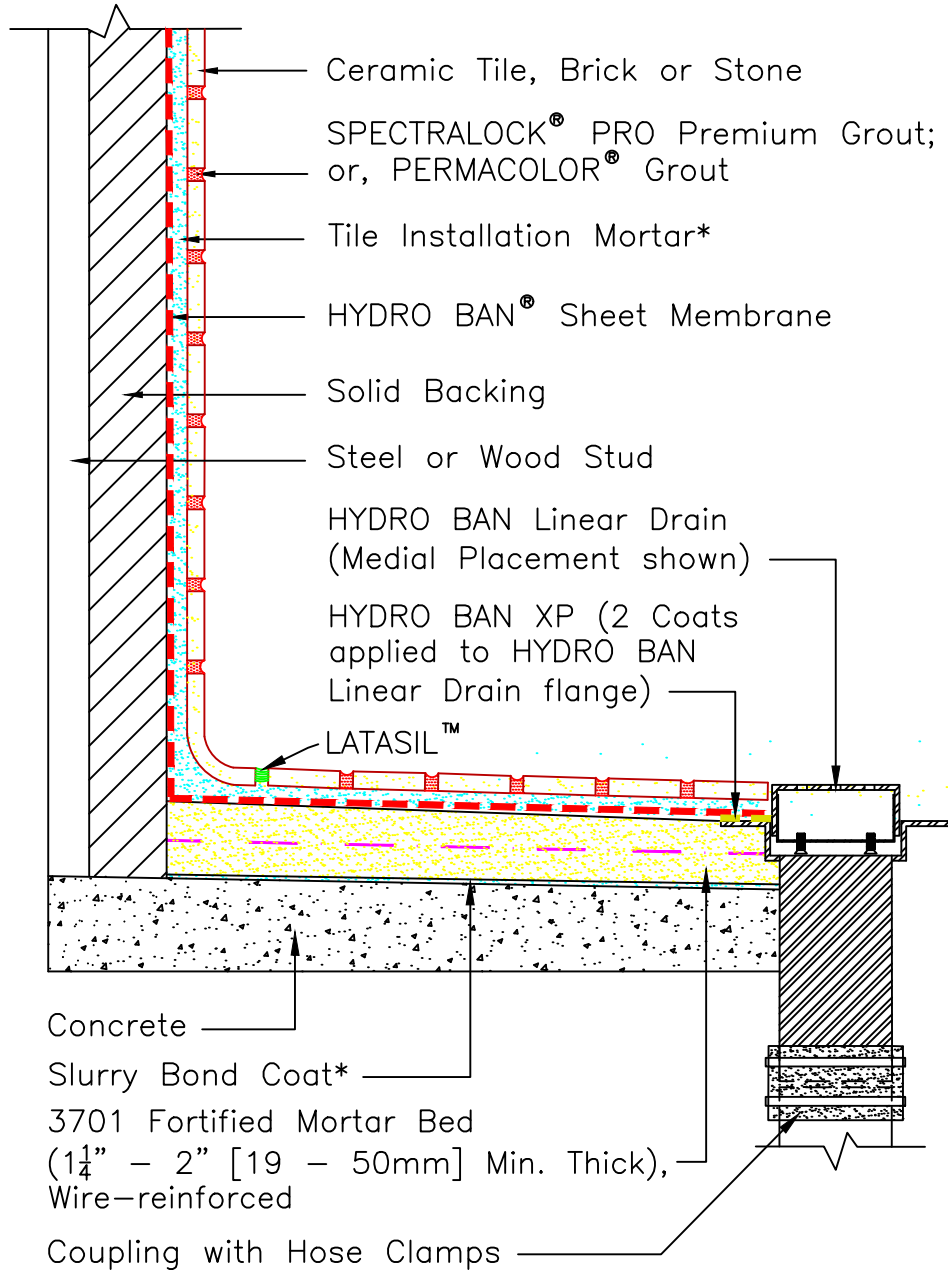 Ceramic Tile, Brick or Stone
SPECTRALOCK® PRO Premium Grout;
or, PERMACOLOR® Grout
Tile Installation Mortar*
HYDRO BAN® Sheet Membrane
Solid Backing
Steel or Wood Stud
HYDRO BAN Linear Drain
(Medial Placement shown)
HYDRO BAN XP (2 Coats
applied to HYDRO BAN
Linear Drain flange)
LATASIL™
Concrete
Slurry Bond Coat*
3701 Fortified Mortar Bed
(1¼” – 2” [19 – 50mm] Min. Thick),
Wire–reinforced
Coupling with Hose Clamps